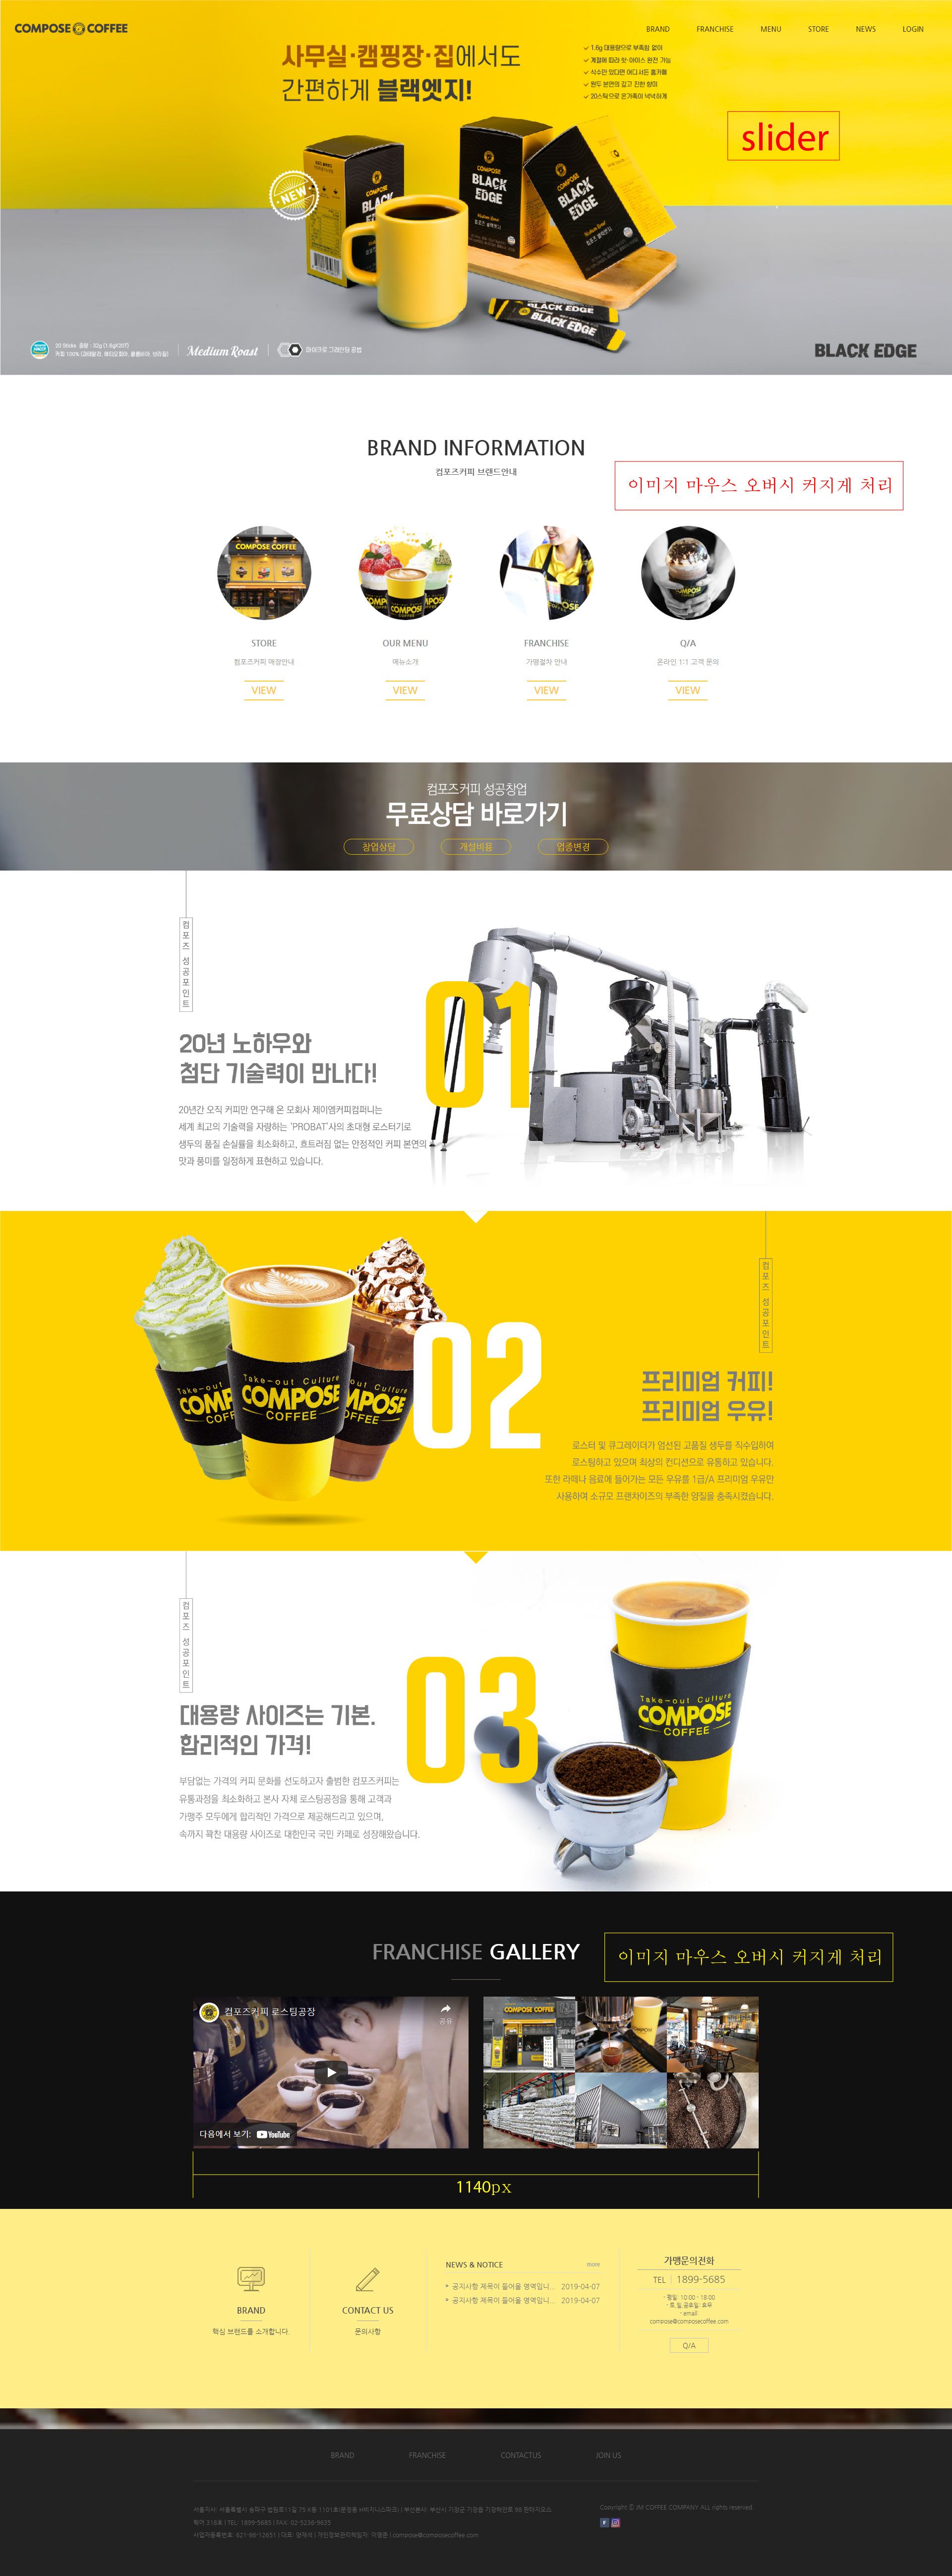 COMPOSE COFFEE
BRAND FRANCHISE MENU STORE NEWS LOGIN
사무실·캠핑장·집에서도
간편하게 블랙엣지!
1.6g 대용량으로 부족림 없이
계절에 따라 핫·아이스 완전 가능
식수만 있다면 어디서든 홈카페
원두 본연의 깊고 진한 향미
20스틱으로 온가족이 넉넉하게
slider
NEW
COMPOSE
BLACK EDGE
Medium Roast
COMPOSE
BLACK EDGE
BLACK EDGE
BLACK EDGE
Medium Roast
마이크로 그라인딩 공법
BLACK EDGE
BRAND INFORMATION
컴포즈커피 브랜드안내
이미지 마우스 오버시 커지게 처리
COMPOSE COFFEE
COMPOSE
STORE
컴포즈커피 매장안내
VIEW
OUR MENU
메뉴소개
VIEW
FRANCHISE
가맹절차 안내
VIEW
Q/A
온라인 1:1 고객 문의
VIEW
컴포즈커피 성공창업
무료상담 바로가기
창업상담 개설비용 업종변경
컴포즈 성공포인트
01
20년 노하우와
첨단 기술력이 만나다!
20년간 오직 커피만 연구해 온 모회사 제이엠커피컴퍼니는
세계 최고의 기술력을 자랑하는 'PROBAT'사의 초대형 로스터기로
생두의 품질 손실률을 최소화하고, 흐트러짐 없는 안정적인 커피 본연의
맛과 풍미를 일정하게 표현하고 있습니다.
컴포즈 성공포인트
Take-out Culture
COMPOSE
COFFEE
02
프리미엄 커피!
프리미엄 우유!
로스터 및 큐그레이더가 엄선된 고품질 생두를 직수입하여
로스팅하고 있으며 최상의 컨디션으로 유통하고 있습니다.
또한 라떼나 음료에 들어가는 모든 우유를 1급/A 프리미엄 우유만
사용하며 소규모 프랜차이즈의 부족한 양질을 충족시켰습니다.
컴포즈 성공포인트
03
대용량 사이즈는 기본.
합리적인 가격!
부담없는 가격의 커피 문화를 선도하고자 출범한 컴포즈커피는
유통과정을 최소화하고 본사 자체 로스팅공정을 통해 고객과
가맹주 모두에게 합리적인 가격으로 제공해드리고 있으며,
속까지 꽉찬 대용량 사이즈로 대한민국 국민 카페로 성장해왔습니다.
Take-out Culture
COMPOSE
COFFEE
FRANCHISE GALLERY
이미지 마우스 오버시 커지게 처리
컴포즈커피 로스팅공장
공유
다음에서 보기: YouTube
COMPOSE COFFEE
1140px
BRAND
핵심 브랜드를 소개합니다.
CONTACT US
문의사항
NEWS & NOTICE more
공지사항 제목이 들어올 영역입니... 2019-04-07
공지사항 제목이 들어올 영역입니... 2019-04-07
가맹문의전화
TEL 1899-5685
- 평일: 10:00 - 18:00
- 토,일,공휴일: 휴무
- email
compose@composecoffee.com
Q/A
BRAND FRANCHISE CONTACTUS JOIN US
Copyright ⓒ JM COFFEE COMPANY ALL rights reserved.